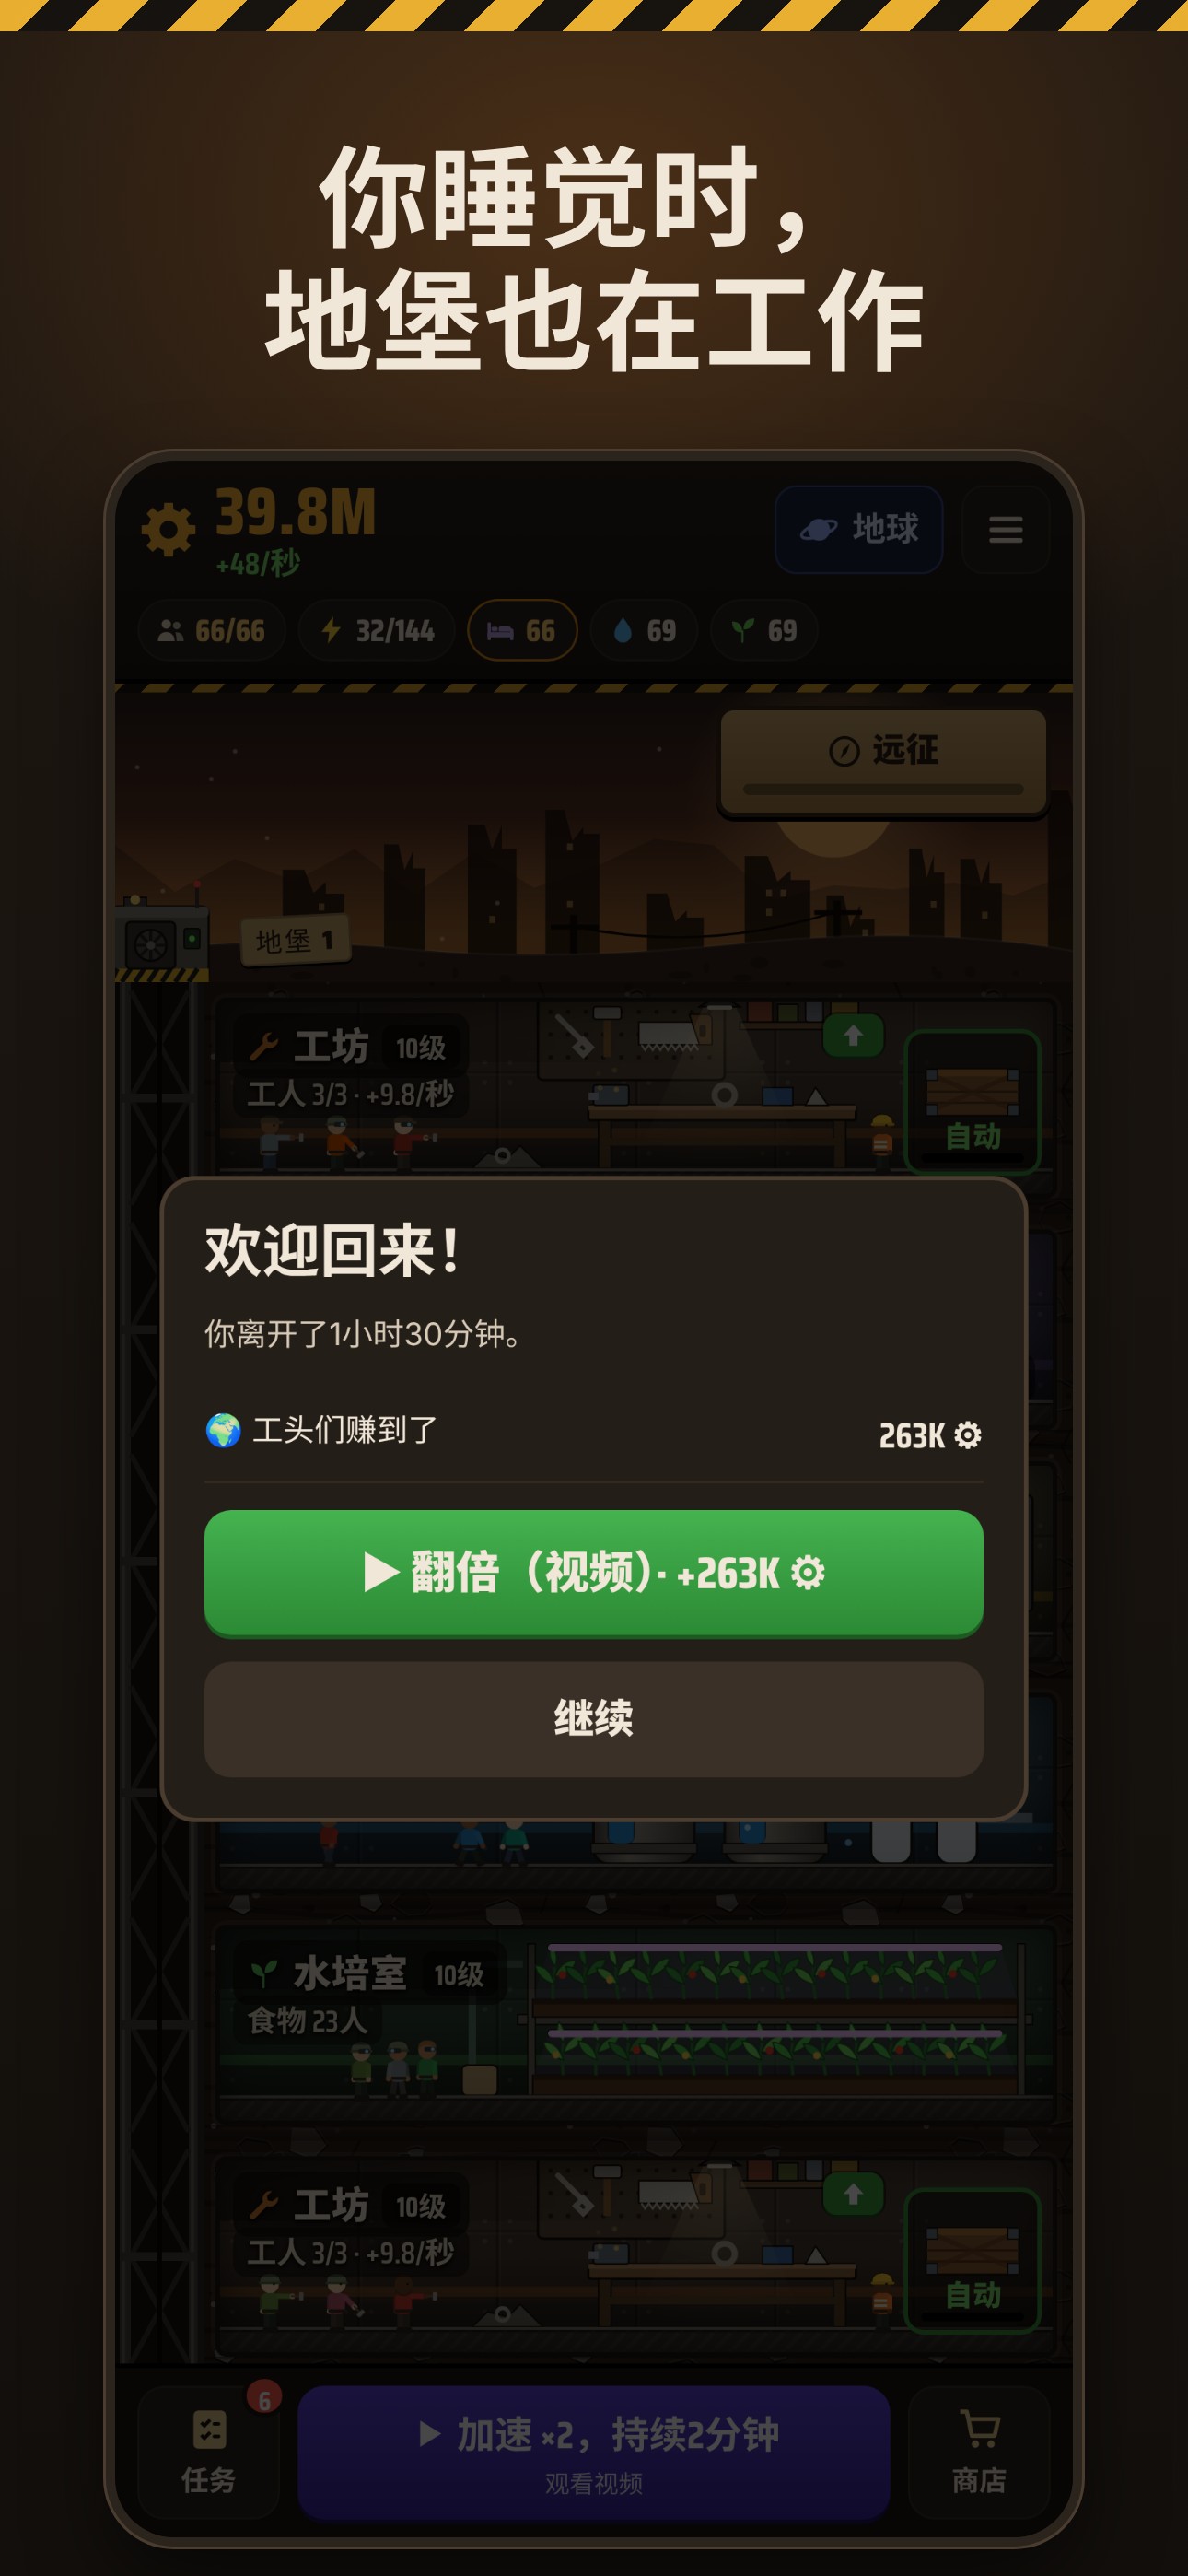 你睡觉时，
地堡也在工作
39.8M
+48/秒
地球
66/66
32/144
66
69
69
远征
地堡 1
工坊 10级
工人 3/3 · +9.8/秒
自动
欢迎回来！
你离开了1小时30分钟。
工头们赚到了 263K
翻倍（视频）· +263K
继续
水培室 10级
食物 23人
工坊 10级
工人 3/3 · +9.8/秒
自动
6
任务
加速 ×2，持续2分钟
观看视频
商店